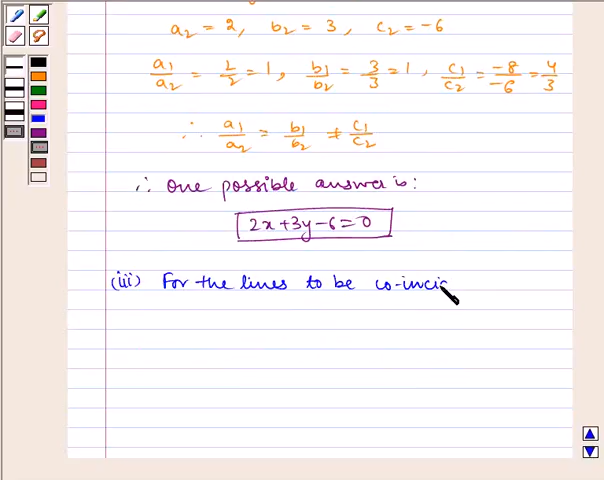 a2 = 2, b2 = 3, c2 = -6
a1/a2 = 2/2 = 1, b1/b2 = 3/3 = 1, c1/c2 = -8/-6 = 4/3
∴ a1/a2 = b1/b2 ≠ c1/c2
∴ One possible answer is:
2x+3y-6=0
(iii) For the lines to be co-inci